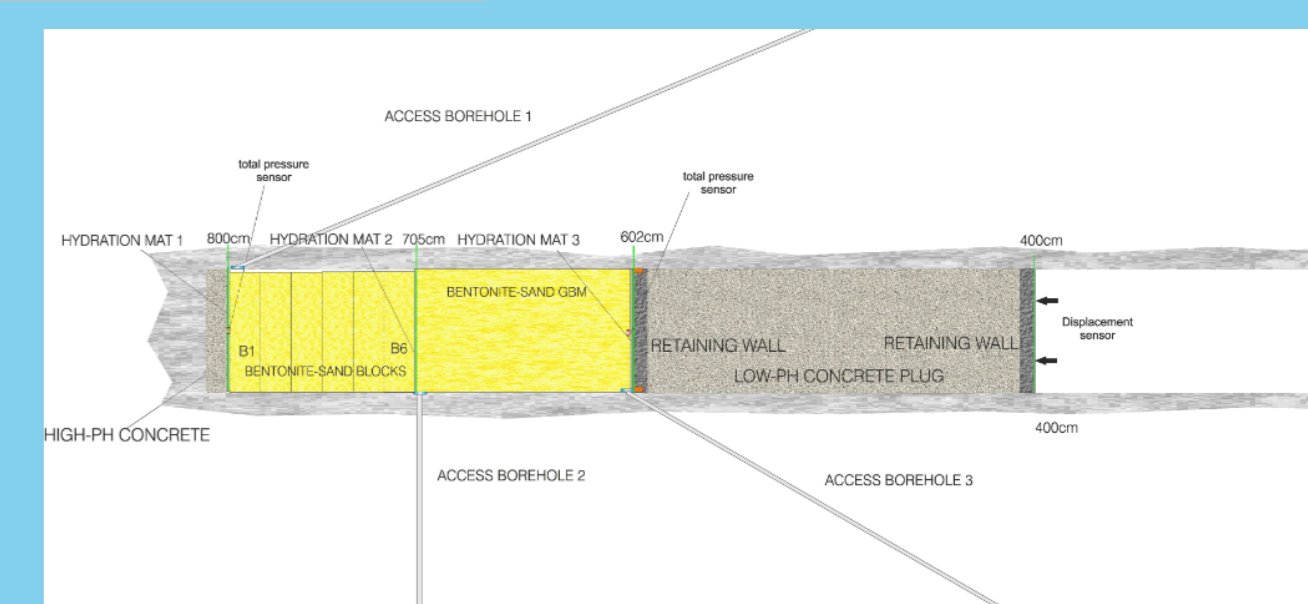 ACCESS BOREHOLE 1
total pressure
sensor
total pressure
sensor
HYDRATION MAT 1
800cm
HYDRATION MAT 2
705cm
HYDRATION MAT 3
602cm
400cm
BENTONITE-SAND GBM
Displacement
sensor
B1
B6
RETAINING WALL
RETAINING WALL
BENTONITE-SAND BLOCKS
LOW-PH CONCRETE PLUG
HIGH-PH CONCRETE
400cm
ACCESS BOREHOLE 2
ACCESS BOREHOLE 3